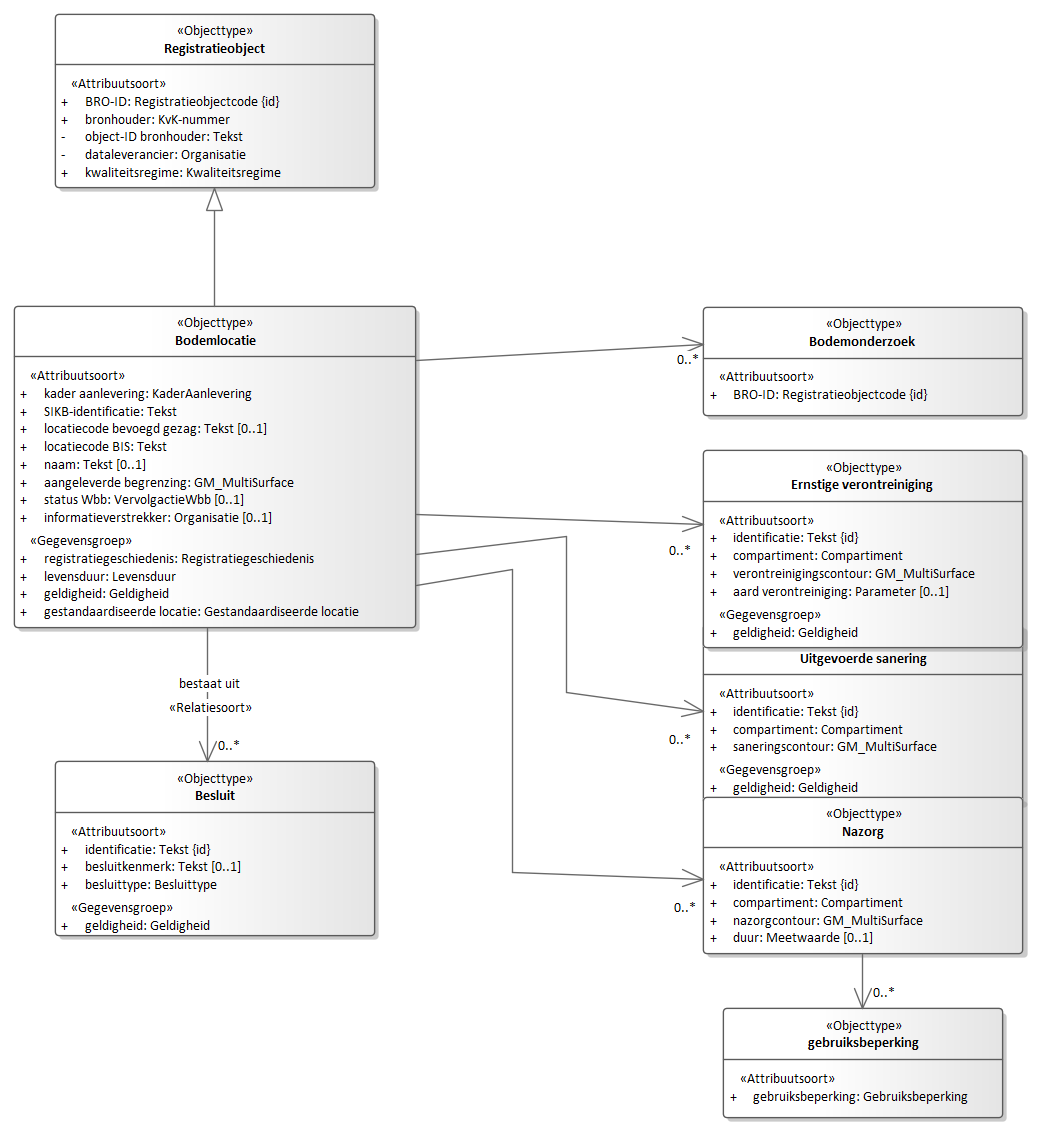 «Objecttype»
Registratieobject
«Attribuutsoort»
+ BRO-ID: Registratieobjectcode {id}
+ bronhouder: KvK-nummer
- object-ID bronhouder: Tekst
- dataleverancier: Organisatie
+ kwaliteitsregime: Kwaliteitsregime
«Objecttype»
Bodemlocatie
«Attribuutsoort»
+ kader aanlevering: KaderAanlevering
+ SIKB-identificatie: Tekst
+ locatiecode bevoegd gezag: Tekst [0..1]
+ locatiecode BIS: Tekst
+ naam: Tekst [0..1]
+ aangeleverde begrenzing: GM_MultiSurface
+ status Wbb: VervolgactieWbb [0..1]
+ informatieverstrekker: Organisatie [0..1]
«Gegevensgroep»
+ registratiegeschiedenis: Registratiegeschiedenis
+ levensduur: Levensduur
+ geldigheid: Geldigheid
+ gestandaardiseerde locatie: Gestandaardiseerde locatie
0..*
«Objecttype»
Bodemonderzoek
«Attribuutsoort»
+ BRO-ID: Registratieobjectcode {id}
0..*
«Objecttype»
Ernstige verontreiniging
«Attribuutsoort»
+ identificatie: Tekst {id}
+ compartiment: Compartiment
+ verontreinigingscontour: GM_MultiSurface
+ aard verontreiniging: Parameter [0..1]
«Gegevensgroep»
+ geldigheid: Geldigheid
0..*
Uitgevoerde sanering
«Attribuutsoort»
+ identificatie: Tekst {id}
+ compartiment: Compartiment
+ saneringscontour: GM_MultiSurface
«Gegevensgroep»
+ geldigheid: Geldigheid
bestaat uit
«Relatiesoort»
0..*
«Objecttype»
Besluit
«Attribuutsoort»
+ identificatie: Tekst {id}
+ besluitkenmerk: Tekst [0..1]
+ besluittype: Besluittype
«Gegevensgroep»
+ geldigheid: Geldigheid
0..*
«Objecttype»
Nazorg
«Attribuutsoort»
+ identificatie: Tekst {id}
+ compartiment: Compartiment
+ nazorgcontour: GM_MultiSurface
+ duur: Meetwaarde [0..1]
0..*
«Objecttype»
gebruiksbeperking
«Attribuutsoort»
+ gebruiksbeperking: Gebruiksbeperking